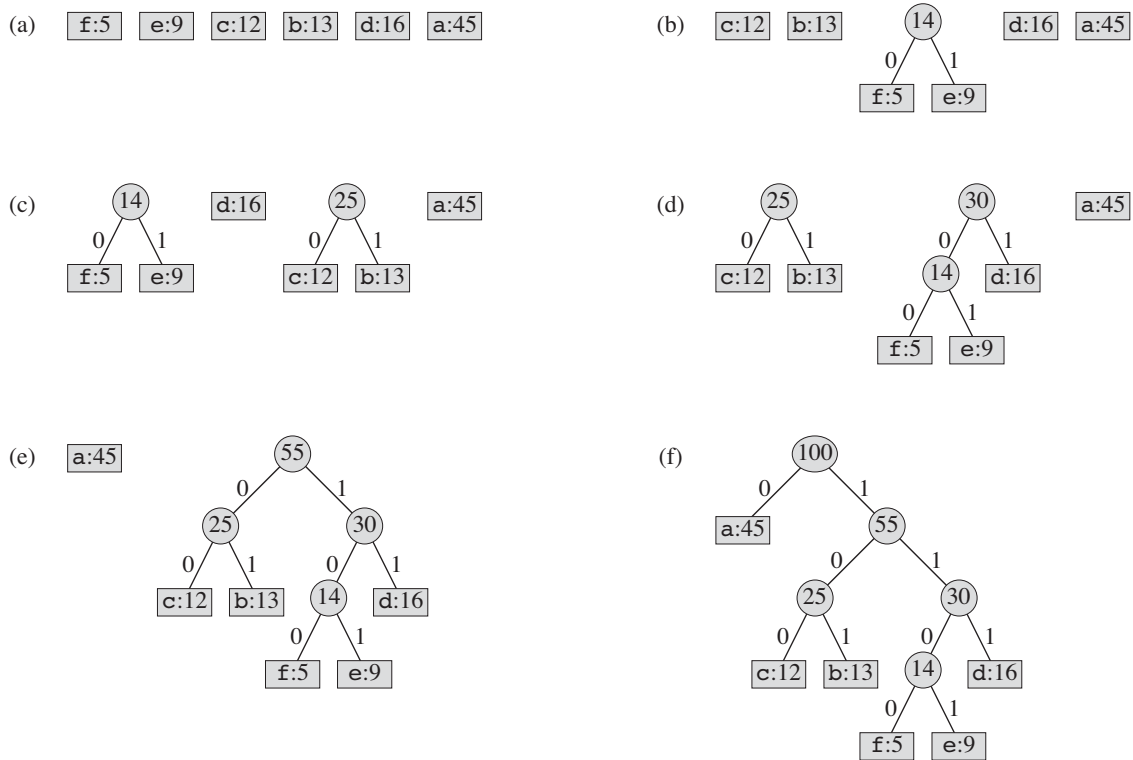 (a) f:5 e:9 c:12 b:13 d:16 a:45
(b) c:12 b:13 14 d:16 a:45
0 1
f:5 e:9
(c) 14 d:16 25 a:45
0 1 0 1
f:5 e:9 c:12 b:13
(d) 25 30 a:45
0 1 0 1
c:12 b:13 14 d:16
0 1
f:5 e:9
(e) a:45 55
0 1
25 30
0 1 0 1
c:12 b:13 14 d:16
0 1
f:5 e:9
(f) 100
0 1
a:45 55
0 1
25 30
0 1 0 1
c:12 b:13 14 d:16
0 1
f:5 e:9